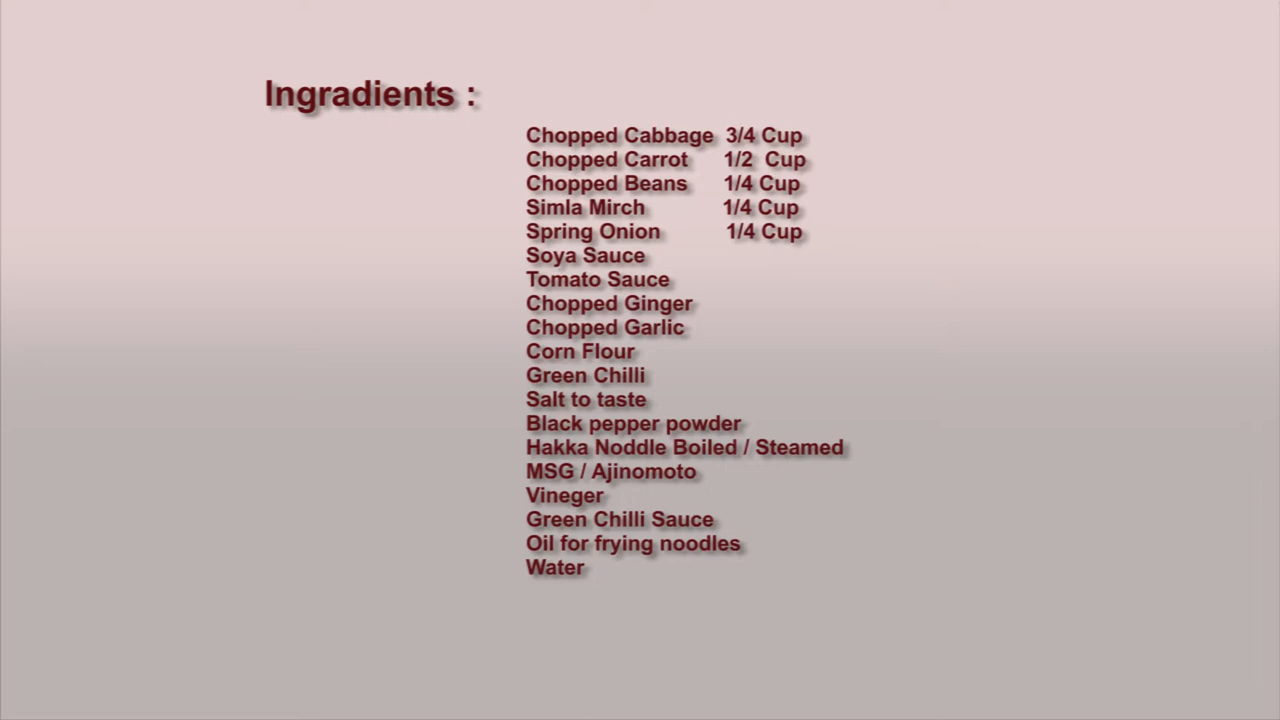 Ingradients :
Chopped Cabbage 3/4 Cup
Chopped Carrot 1/2 Cup
Chopped Beans 1/4 Cup
Simla Mirch 1/4 Cup
Spring Onion 1/4 Cup
Soya Sauce
Tomato Sauce
Chopped Ginger
Chopped Garlic
Corn Flour
Green Chilli
Salt to taste
Black pepper powder
Hakka Noddle Boiled / Steamed
MSG / Ajinomoto
Vineger
Green Chilli Sauce
Oil for frying noodles
Water